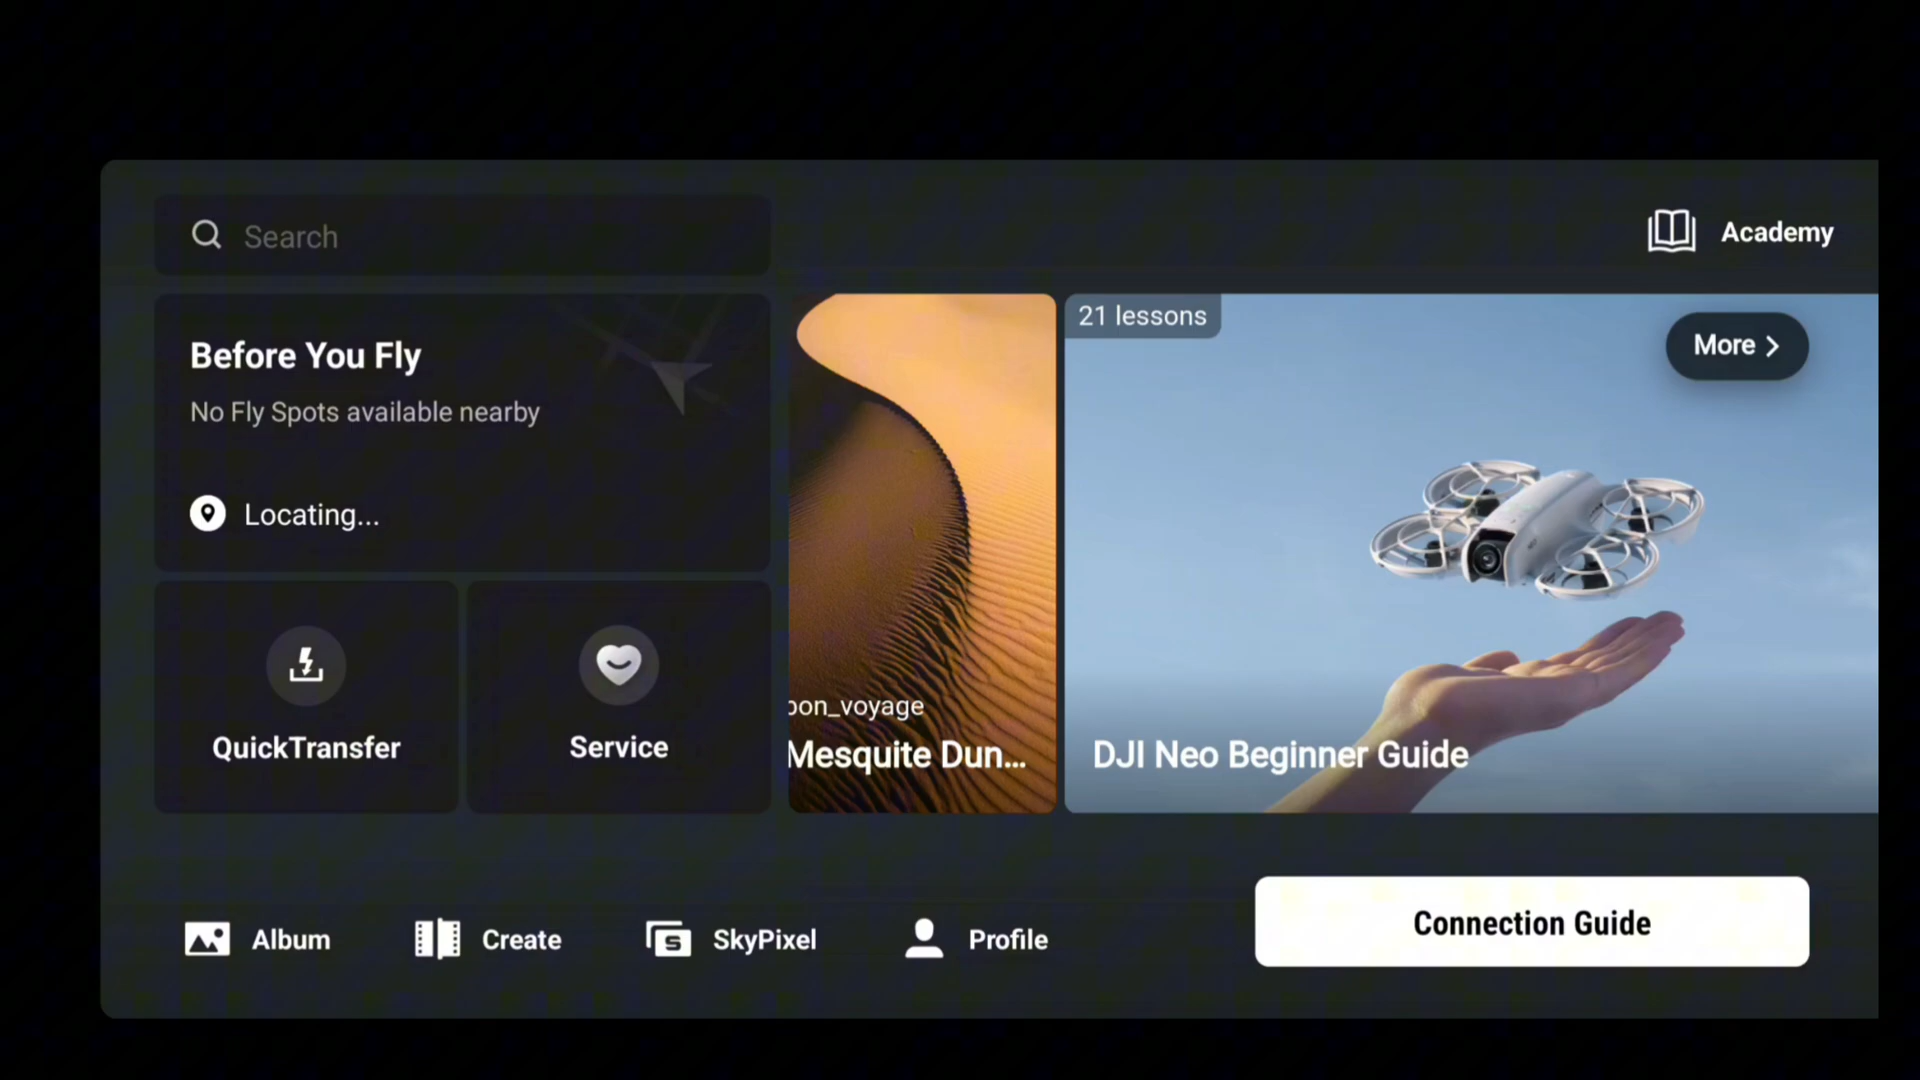 Search
Academy
Before You Fly
No Fly Spots available nearby
Locating...
QuickTransfer
Service
bon_voyage
Mesquite Dun...
21 lessons
More
DJI Neo Beginner Guide
Album
Create
SkyPixel
Profile
Connection Guide